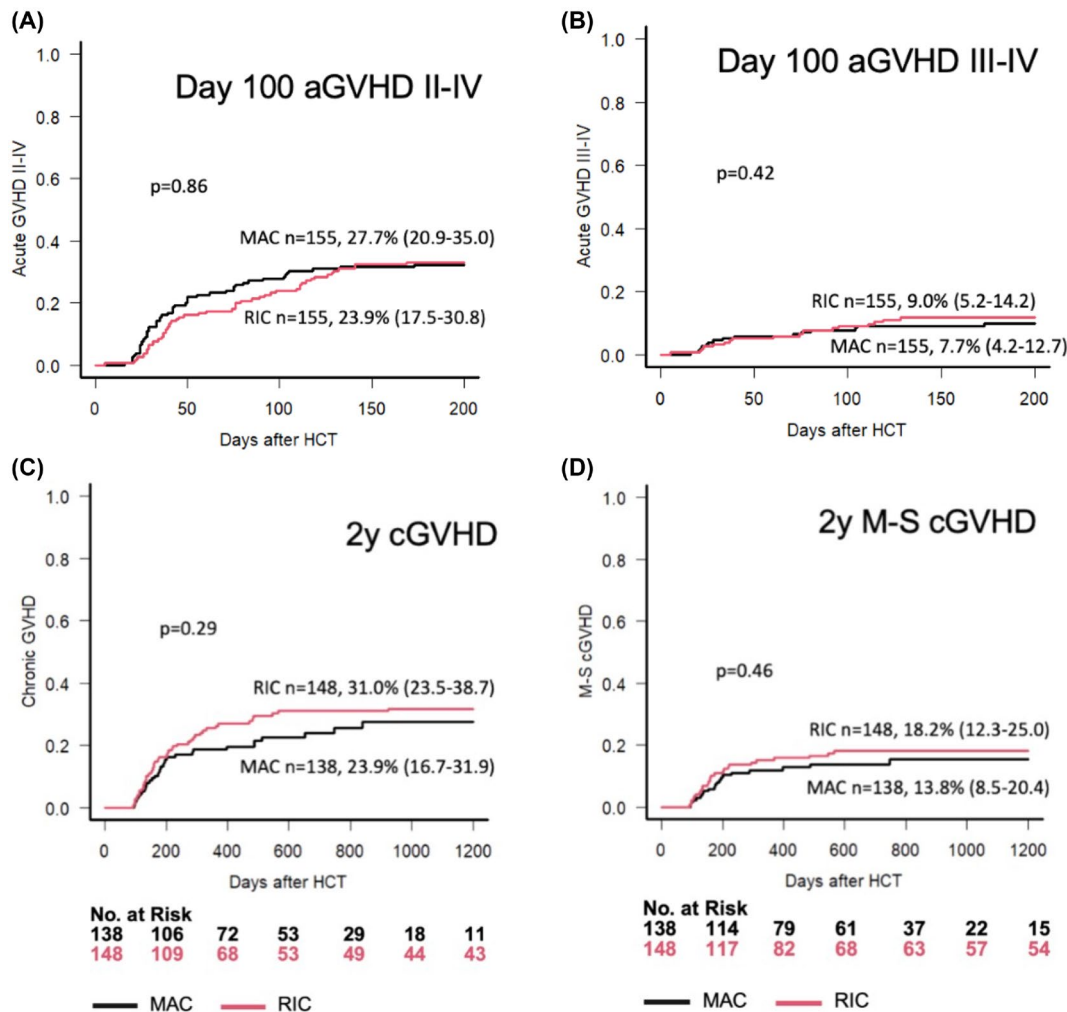 (A)
Day 100 aGVHD II-IV
Acute GVHD II-IV
1.0
0.8
0.6
0.4
0.2
0.0
p=0.86
MAC n=155, 27.7% (20.9-35.0)
RIC n=155, 23.9% (17.5-30.8)
0 50 100 150 200
Days after HCT
(B)
Day 100 aGVHD III-IV
Acute GVHD III-IV
1.0
0.8
0.6
0.4
0.2
0.0
p=0.42
RIC n=155, 9.0% (5.2-14.2)
MAC n=155, 7.7% (4.2-12.7)
0 50 100 150 200
Days after HCT
(C)
2y cGVHD
Chronic GVHD
1.0
0.8
0.6
0.4
0.2
0.0
p=0.29
RIC n=148, 31.0% (23.5-38.7)
MAC n=138, 23.9% (16.7-31.9)
0 200 400 600 800 1000 1200
Days after HCT
No. at Risk
138 106 72 53 29 18 11
148 109 68 53 49 44 43
MAC RIC
(D)
2y M-S cGVHD
M-S cGVHD
1.0
0.8
0.6
0.4
0.2
0.0
p=0.46
RIC n=148, 18.2% (12.3-25.0)
MAC n=138, 13.8% (8.5-20.4)
0 200 400 600 800 1000 1200
Days after HCT
No. at Risk
138 114 79 61 37 22 15
148 117 82 68 63 57 54
MAC RIC